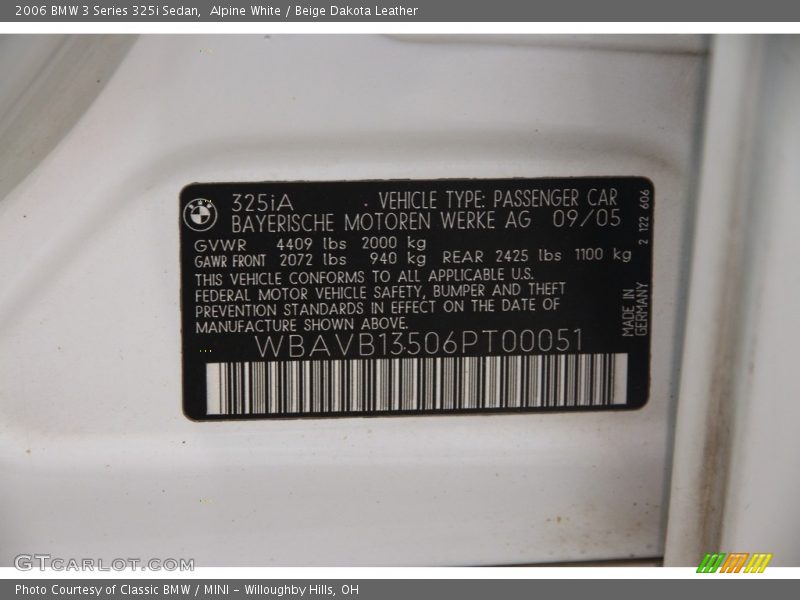 2006 BMW 3 Series 325i Sedan,  Alpine White / Beige Dakota Leather
BMW
325iA VEHICLE TYPE: PASSENGER CAR
BAYERISCHE MOTOREN WERKE AG 09/05
GVWR 4409 lbs 2000 kg
GAWR FRONT 2072 lbs 940 kg REAR 2425 lbs 1100 kg
THIS VEHICLE CONFORMS TO ALL APPLICABLE U.S.
FEDERAL MOTOR VEHICLE SAFETY, BUMPER AND THEFT
PREVENTION STANDARDS IN EFFECT ON THE DATE OF
MANUFACTURE SHOWN ABOVE.
WBAVB13506PT00051
2 122 606
MADE IN
GERMANY
GTCARLOT.COM
Photo Courtesy of Classic BMW / MINI - Willoughby Hills, OH